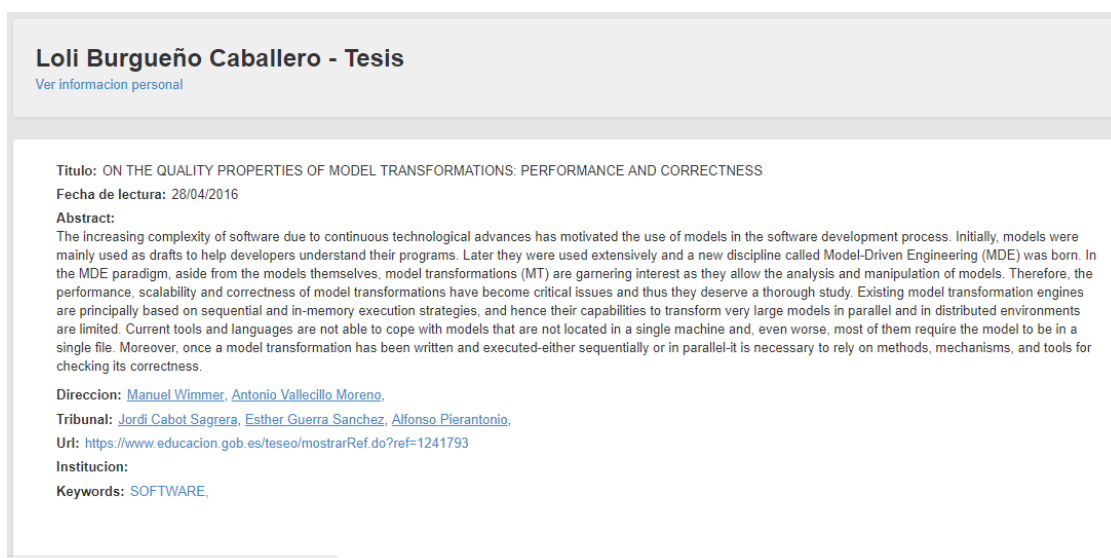 Loli Burgueño Caballero - Tesis
Ver informacion personal
Titulo: ON THE QUALITY PROPERTIES OF MODEL TRANSFORMATIONS: PERFORMANCE AND CORRECTNESS
Fecha de lectura: 28/04/2016
Abstract:
The increasing complexity of software due to continuous technological advances has motivated the use of models in the software development process. Initially, models were
mainly used as drafts to help developers understand their programs. Later they were used extensively and a new discipline called Model-Driven Engineering (MDE) was born. In
the MDE paradigm, aside from the models themselves, model transformations (MT) are garnering interest as they allow the analysis and manipulation of models. Therefore, the
performance, scalability and correctness of model transformations have become critical issues and thus they deserve a thorough study. Existing model transformation engines
are principally based on sequential and in-memory execution strategies, and hence their capabilities to transform very large models in parallel and in distributed environments
are limited. Current tools and languages are not able to cope with models that are not located in a single machine and, even worse, most of them require the model to be in a
single file. Moreover, once a model transformation has been written and executed-either sequentially or in parallel-it is necessary to rely on methods, mechanisms, and tools for
checking its correctness.
Direccion: Manuel Wimmer, Antonio Vallecillo Moreno,
Tribunal: Jordi Cabot Sagrera, Esther Guerra Sanchez, Alfonso Pierantonio,
Url: https://www.educacion.gob.es/teseo/mostrarRef.do?ref=1241793
Institucion:
Keywords: SOFTWARE,